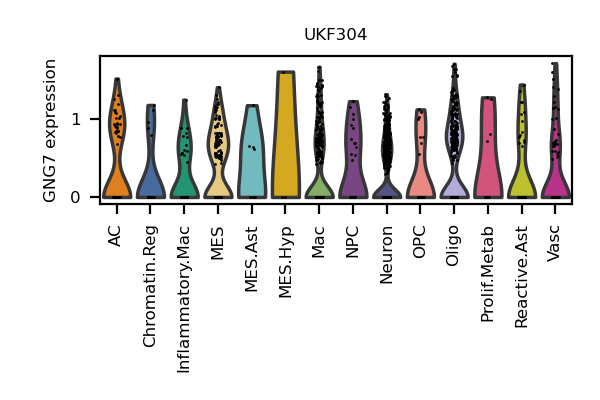 UKF304
GNG7 expression
1
0
AC
Chromatin.Reg
Inflammatory.Mac
MES
MES.Ast
MES.Hyp
Mac
NPC
Neuron
OPC
Oligo
Prolif.Metab
Reactive.Ast
Vasc